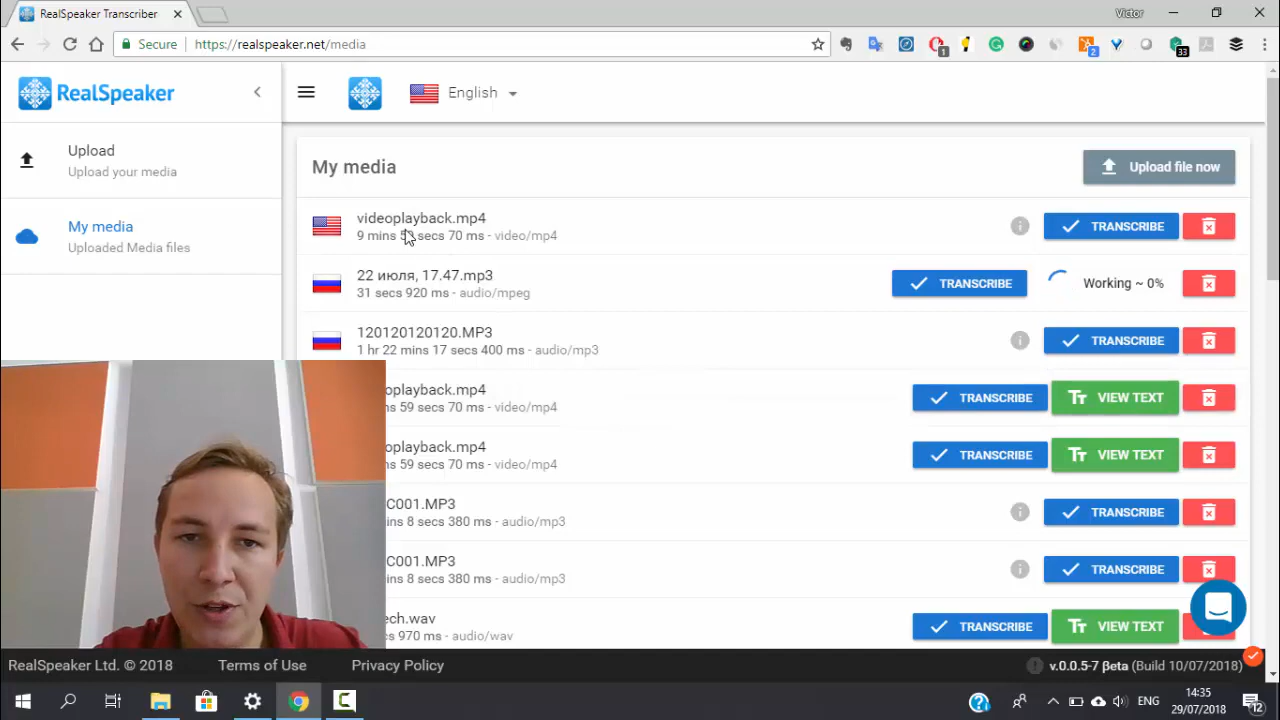 RealSpeaker Transcriber
Victor
Secure
https://realspeaker.net/media
1
2
33
RealSpeaker
English
Upload
Upload your media
My media
Uploaded Media files
My media
Upload file now
videoplayback.mp4
9 mins secs 70 ms - video/mp4
TRANSCRIBE
22 июля, 17.47.mp3
31 secs 920 ms - audio/mpeg
TRANSCRIBE
Working ~ 0%
120120120120.MP3
1 hr 22 mins 17 secs 400 ms - audio/mp3
TRANSCRIBE
oplayback.mp4
ns 59 secs 70 ms - video/mp4
TRANSCRIBE
VIEW TEXT
oplayback.mp4
ns 59 secs 70 ms - video/mp4
TRANSCRIBE
VIEW TEXT
C001.MP3
ins 8 secs 380 ms - audio/mp3
TRANSCRIBE
C001.MP3
ins 8 secs 380 ms - audio/mp3
TRANSCRIBE
ech.wav
cs 970 ms - audio/wav
TRANSCRIBE
VIEW TEXT
RealSpeaker Ltd. © 2018
Terms of Use
Privacy Policy
v.0.0.5-7 βeta (Build 10/07/2018)
ENG
14:35
29/07/2018
12